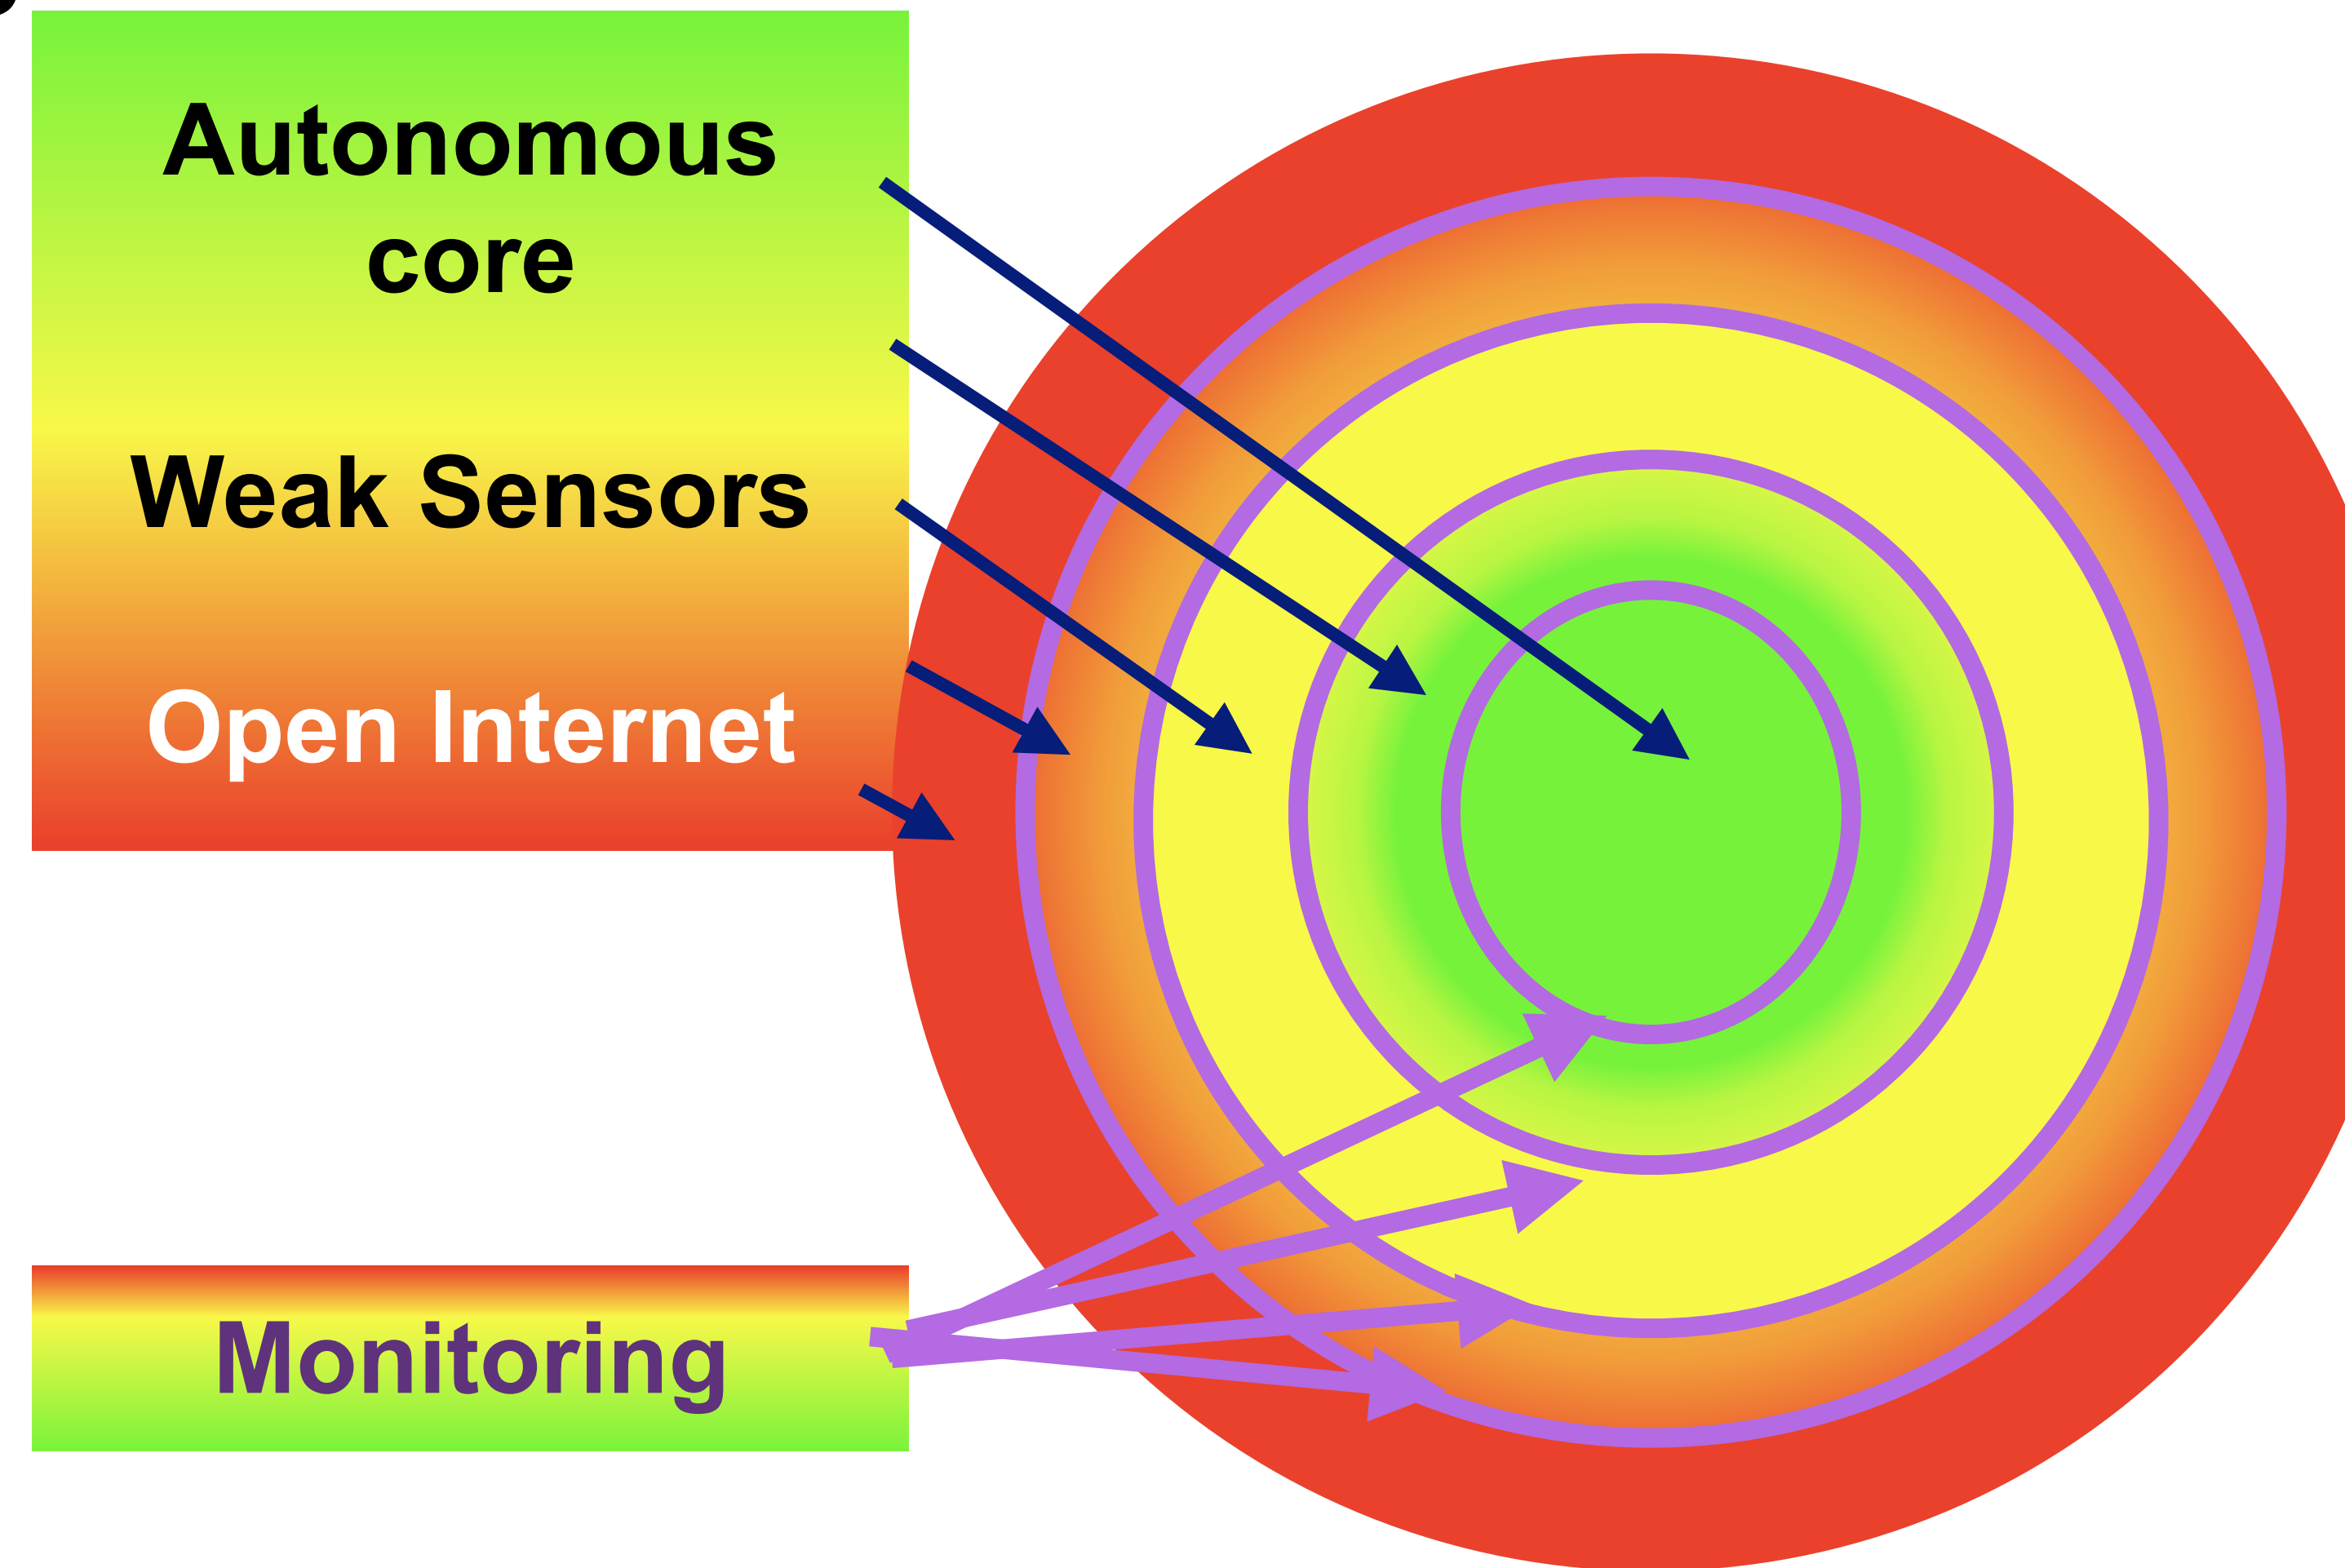 Autonomous
core
Weak Sensors
Open Internet
Monitoring